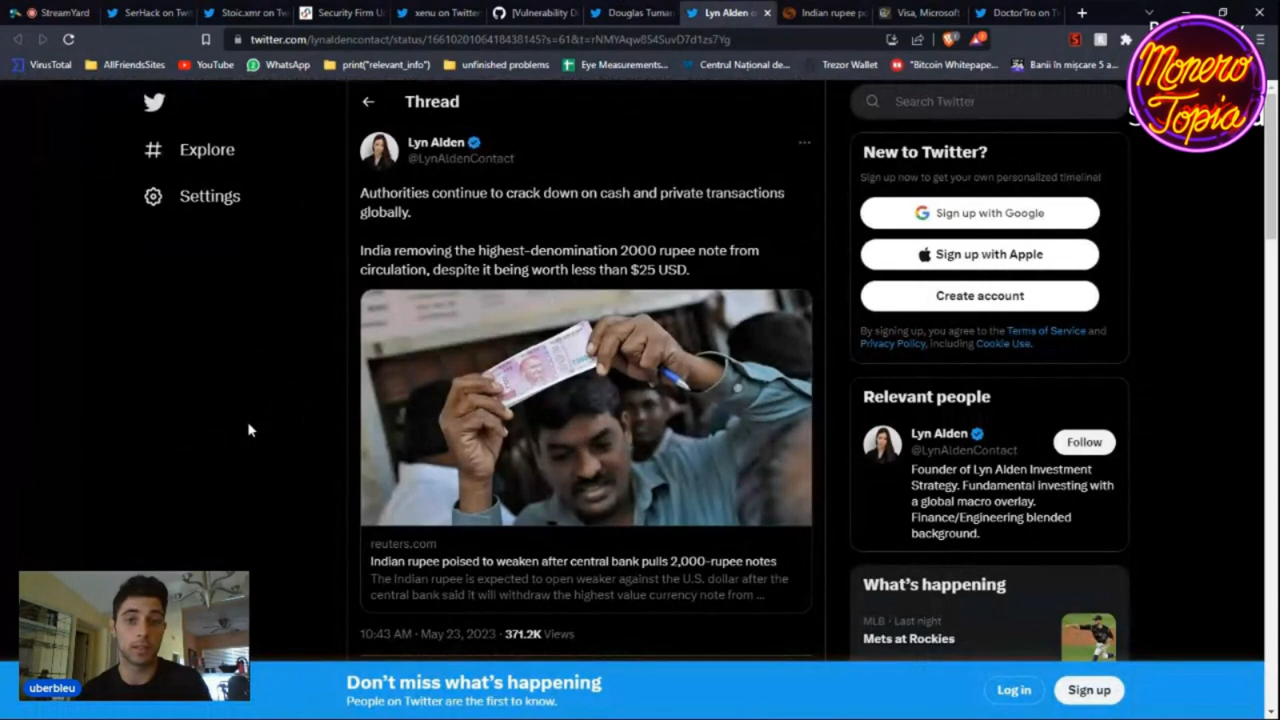 StreamYard
SerHack on Twi
Stoic.xmr on Twi
Security Firm U
xenu on Twitter
[Vulnerability D
Douglas Tuman
Lyn Alden o
Indian rupee po
Visa, Microsoft
DoctorTro on T
twitter.com/lynaldencontact/status/1661020106418438145?s=61&t=rNMYAqw854SuvD7d1zs7Yg
VirusTotal
AllFriendsSites
YouTube
WhatsApp
print("relevant_info")
unfinished problems
Eye Measurements...
Centrul Național de...
Trezor Wallet
"Bitcoin Whitepape...
Banii în mișcare 5 a...
Monero
Topia
Explore
Settings
Thread
Lyn Alden
@LynAldenContact
Authorities continue to crack down on cash and private transactions
globally.
India removing the highest-denomination 2000 rupee note from
circulation, despite it being worth less than $25 USD.
reuters.com
Indian rupee poised to weaken after central bank pulls 2,000-rupee notes
The Indian rupee is expected to open weaker against the U.S. dollar after the
central bank said it will withdraw the highest value currency note from ...
10:43 AM · May 23, 2023 · 371.2K Views
Search Twitter
New to Twitter?
Sign up now to get your own personalized timeline!
Sign up with Google
Sign up with Apple
Create account
By signing up, you agree to the Terms of Service and
Privacy Policy, including Cookie Use.
Relevant people
Lyn Alden
@LynAldenContact
Follow
Founder of Lyn Alden Investment
Strategy. Fundamental investing with
a global macro overlay.
Finance/Engineering blended
background.
What's happening
MLB · Last night
Mets at Rockies
uberbleu
Don't miss what's happening
People on Twitter are the first to know.
Log in
Sign up